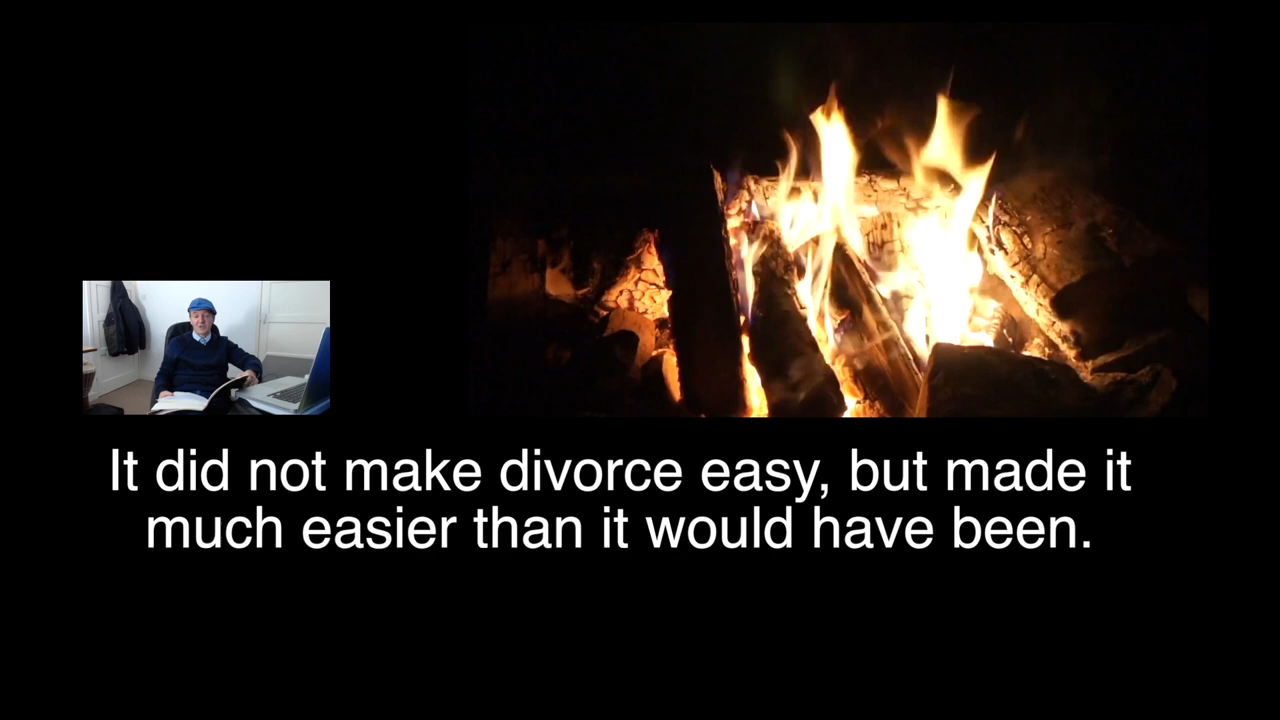 It did not make divorce easy, but made it
much easier than it would have been.